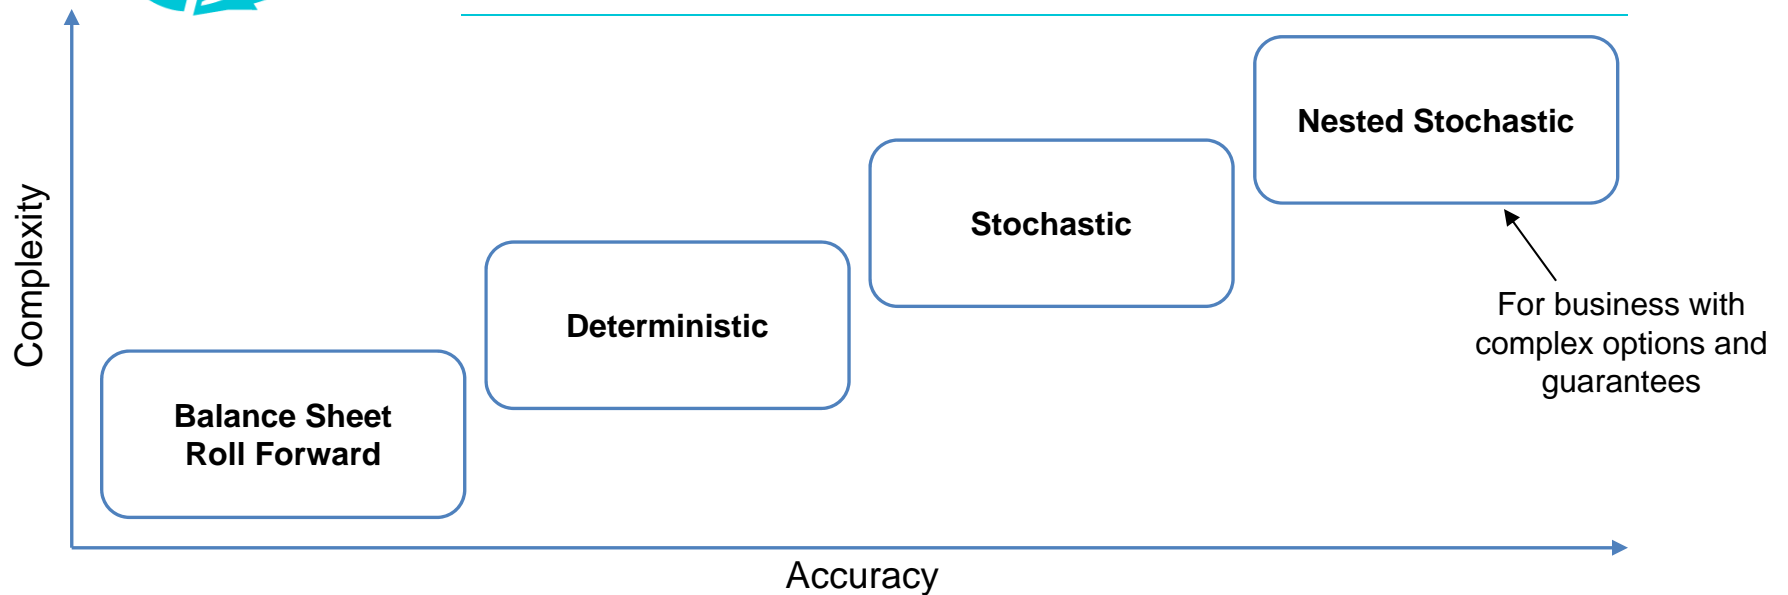 Nested Stochastic
Stochastic
Deterministic
Balance Sheet
Roll Forward
For business with
complex options and
guarantees
Complexity
Accuracy